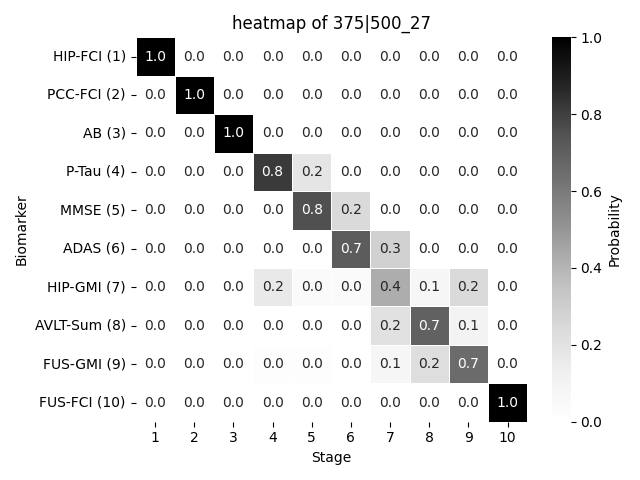 heatmap of 375|500_27
HIP-FCI (1) 1.0 0.0 0.0 0.0 0.0 0.0 0.0 0.0 0.0 0.0
PCC-FCI (2) 0.0 1.0 0.0 0.0 0.0 0.0 0.0 0.0 0.0 0.0
AB (3) 0.0 0.0 1.0 0.0 0.0 0.0 0.0 0.0 0.0 0.0
P-Tau (4) 0.0 0.0 0.0 0.8 0.2 0.0 0.0 0.0 0.0 0.0
MMSE (5) 0.0 0.0 0.0 0.0 0.8 0.2 0.0 0.0 0.0 0.0
ADAS (6) 0.0 0.0 0.0 0.0 0.0 0.7 0.3 0.0 0.0 0.0
HIP-GMI (7) 0.0 0.0 0.0 0.2 0.0 0.0 0.4 0.1 0.2 0.0
AVLT-Sum (8) 0.0 0.0 0.0 0.0 0.0 0.0 0.2 0.7 0.1 0.0
FUS-GMI (9) 0.0 0.0 0.0 0.0 0.0 0.0 0.1 0.2 0.7 0.0
FUS-FCI (10) 0.0 0.0 0.0 0.0 0.0 0.0 0.0 0.0 0.0 1.0
1 2 3 4 5 6 7 8 9 10
Stage
Biomarker
1.0
0.8
0.6
0.4
0.2
0.0
Probability